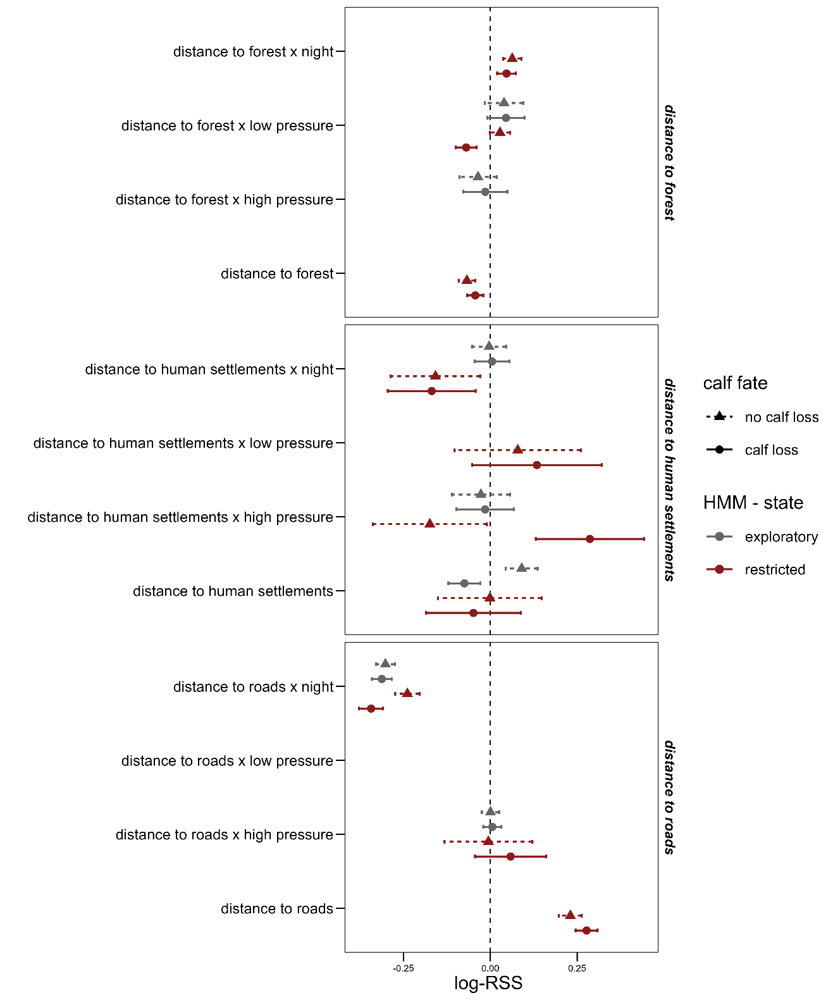 distance to forest x night
distance to forest x low pressure
distance to forest x high pressure
distance to forest
distance to forest
distance to human settlements x night
distance to human settlements x low pressure
distance to human settlements x high pressure
distance to human settlements
distance to human settlements
distance to roads x night
distance to roads x low pressure
distance to roads x high pressure
distance to roads
distance to roads
-0.25 0.00 0.25
log-RSS
calf fate
no calf loss
calf loss
HMM - state
exploratory
restricted